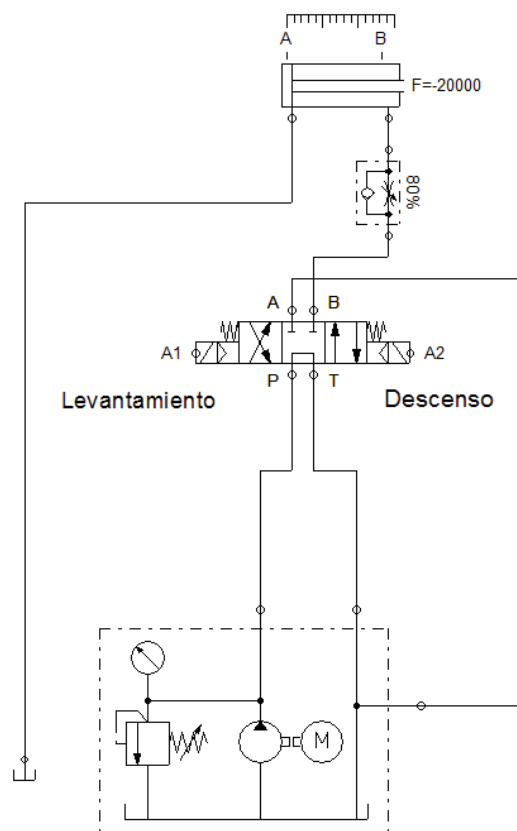 A B
F=-20000
80%
A B
A1 A2
P T
Levantamiento Descenso
M